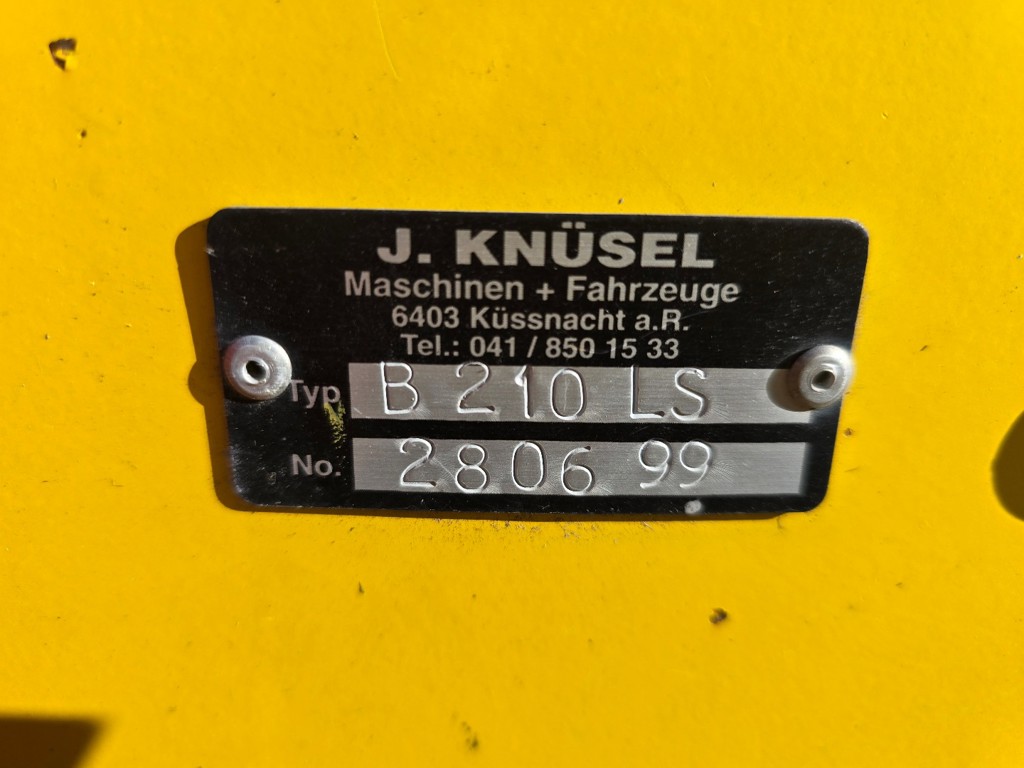 J. KNÜSEL
Maschinen + Fahrzeuge
6403 Küssnacht a.R.
Tel.: 041 / 850 15 33
Typ B 210 LS
No. 2806 99